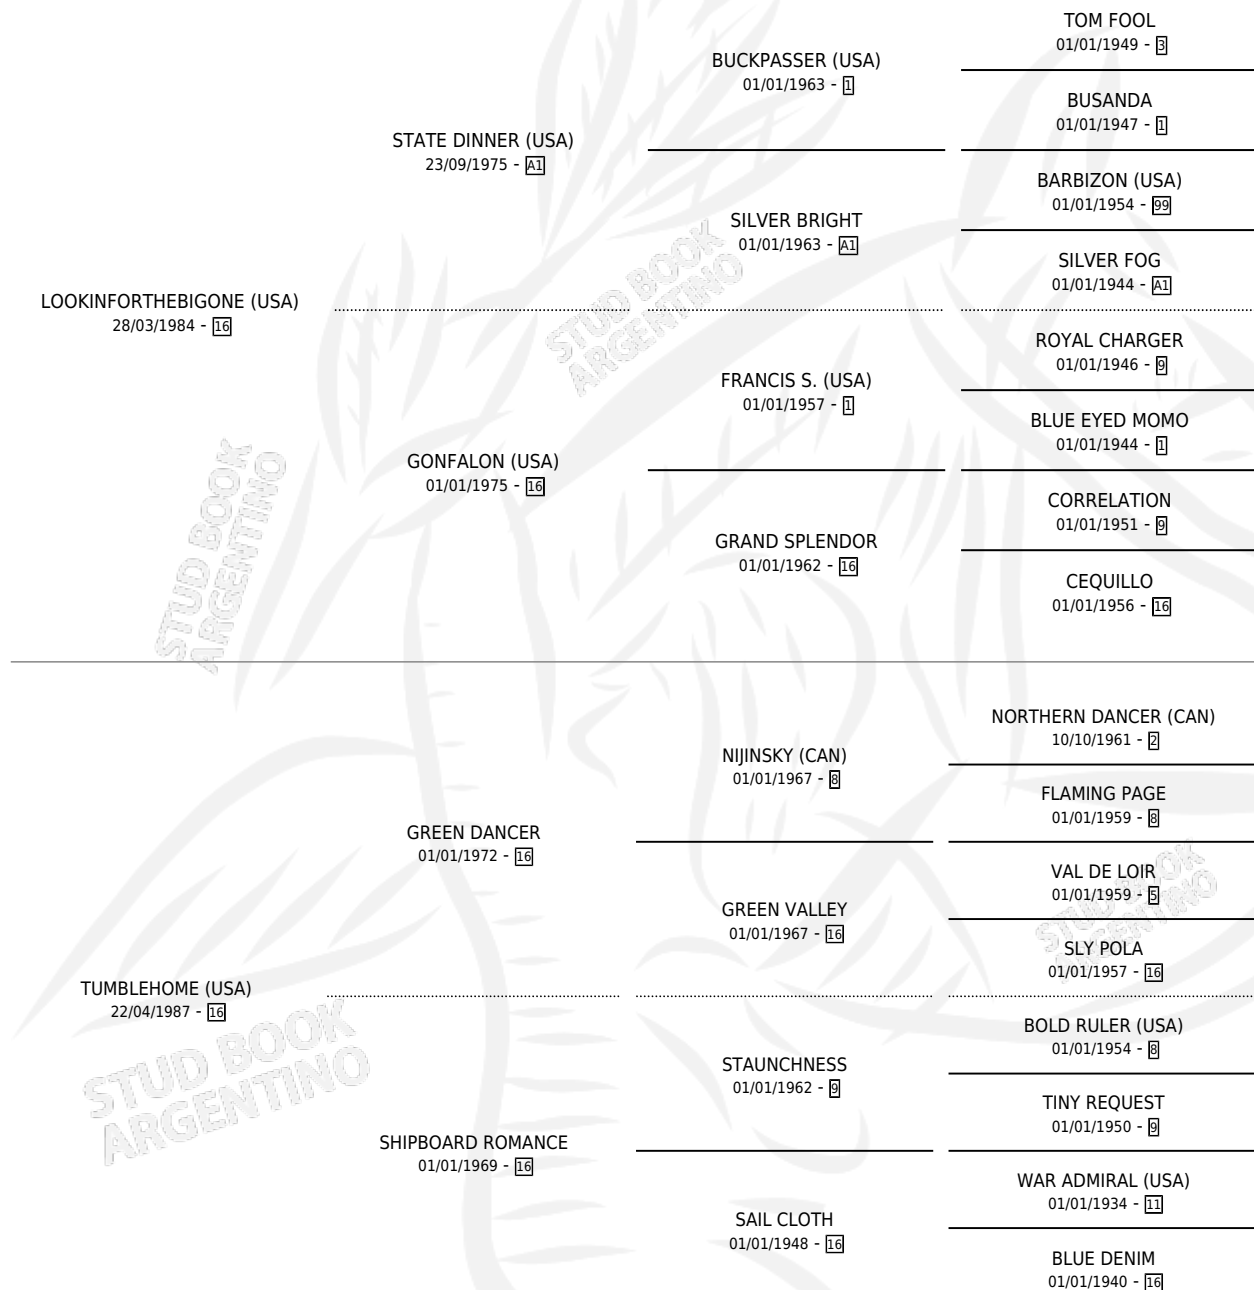 TOM FOOL
01/01/1949 - 3
BUCKPASSER (USA)
01/01/1963 - 1
BUSANDA
01/01/1947 - 1
STATE DINNER (USA)
23/09/1975 - A1
BARBIZON (USA)
01/01/1954 - 99
SILVER BRIGHT
01/01/1963 - A1
SILVER FOG
01/01/1944 - A1
LOOKINFORTHEBIGONE (USA)
28/03/1984 - 16
ROYAL CHARGER
01/01/1946 - 9
FRANCIS S. (USA)
01/01/1957 - 1
BLUE EYED MOMO
01/01/1944 - 1
GONFALON (USA)
01/01/1975 - 16
CORRELATION
01/01/1951 - 9
GRAND SPLENDOR
01/01/1962 - 16
CEQUILLO
01/01/1956 - 16
NORTHERN DANCER (CAN)
10/10/1961 - 2
NIJINSKY (CAN)
01/01/1967 - 8
FLAMING PAGE
01/01/1959 - 8
GREEN DANCER
01/01/1972 - 16
VAL DE LOIR
01/01/1959 - 5
GREEN VALLEY
01/01/1967 - 16
SLY POLA
01/01/1957 - 16
TUMBLEHOME (USA)
22/04/1987 - 16
BOLD RULER (USA)
01/01/1954 - 8
STAUNCHNESS
01/01/1962 - 9
TINY REQUEST
01/01/1950 - 9
SHIPBOARD ROMANCE
01/01/1969 - 16
WAR ADMIRAL (USA)
01/01/1934 - 11
SAIL CLOTH
01/01/1948 - 16
BLUE DENIM
01/01/1940 - 16
STUD BOOK
ARGENTINO
STUD BOOK
ARGENTINO
STUD BOOK
ARGENTINO
STUD BOOK
ARGENTINO